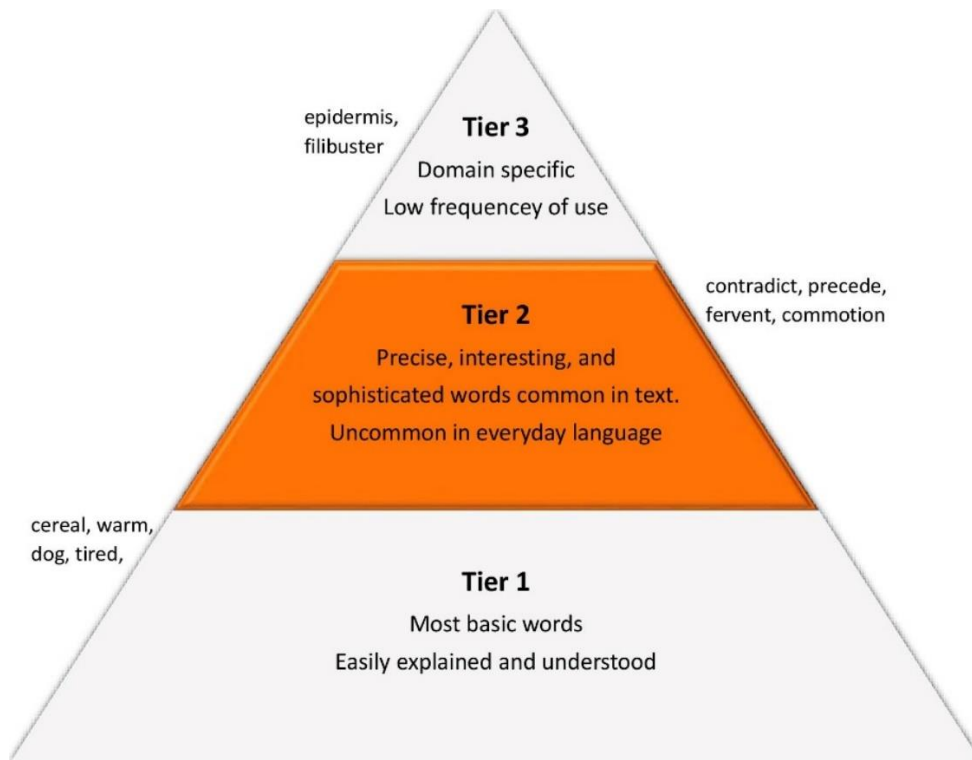 epidermis,
filibuster
Tier 3
Domain specific
Low frequencey of use
contradict, precede,
fervent, commotion
Tier 2
Precise, interesting, and
sophisticated words common in text.
Uncommon in everyday language
cereal, warm,
dog, tired,
Tier 1
Most basic words
Easily explained and understood